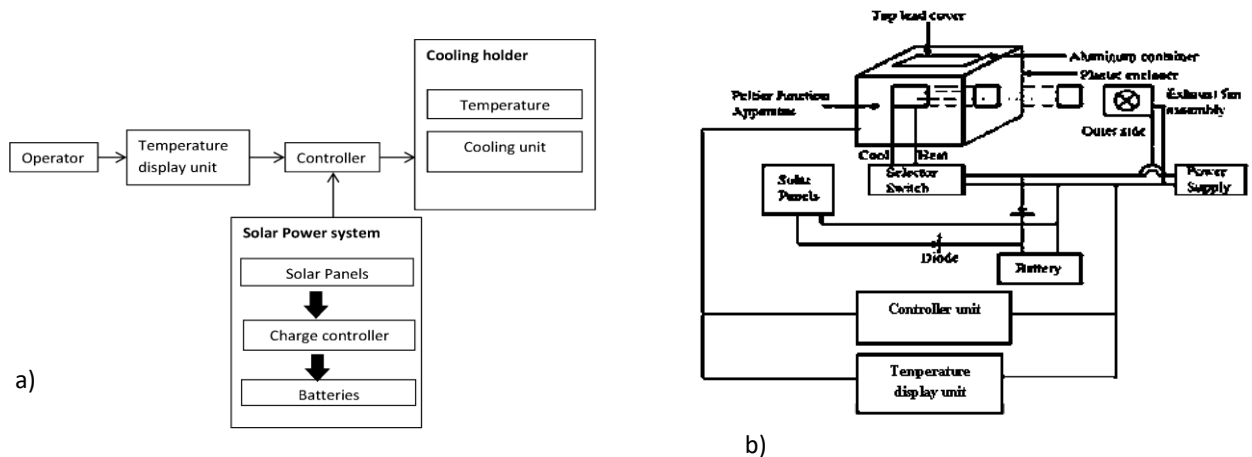 Cooling holder
Temperature
Cooling unit
Operator
Temperature
display unit
Controller
Solar Power system
Solar Panels
Charge controller
Batteries
a)
Top lead cover
Aluminum container
Plastic encloser
Peltier Junction
Apparatus
Exhaust fan
assembly
Outer side
Cool
Heat
Selector
Switch
Solar
Panels
Power
Supply
Diode
Battery
Controller unit
Temperature
display unit
b)